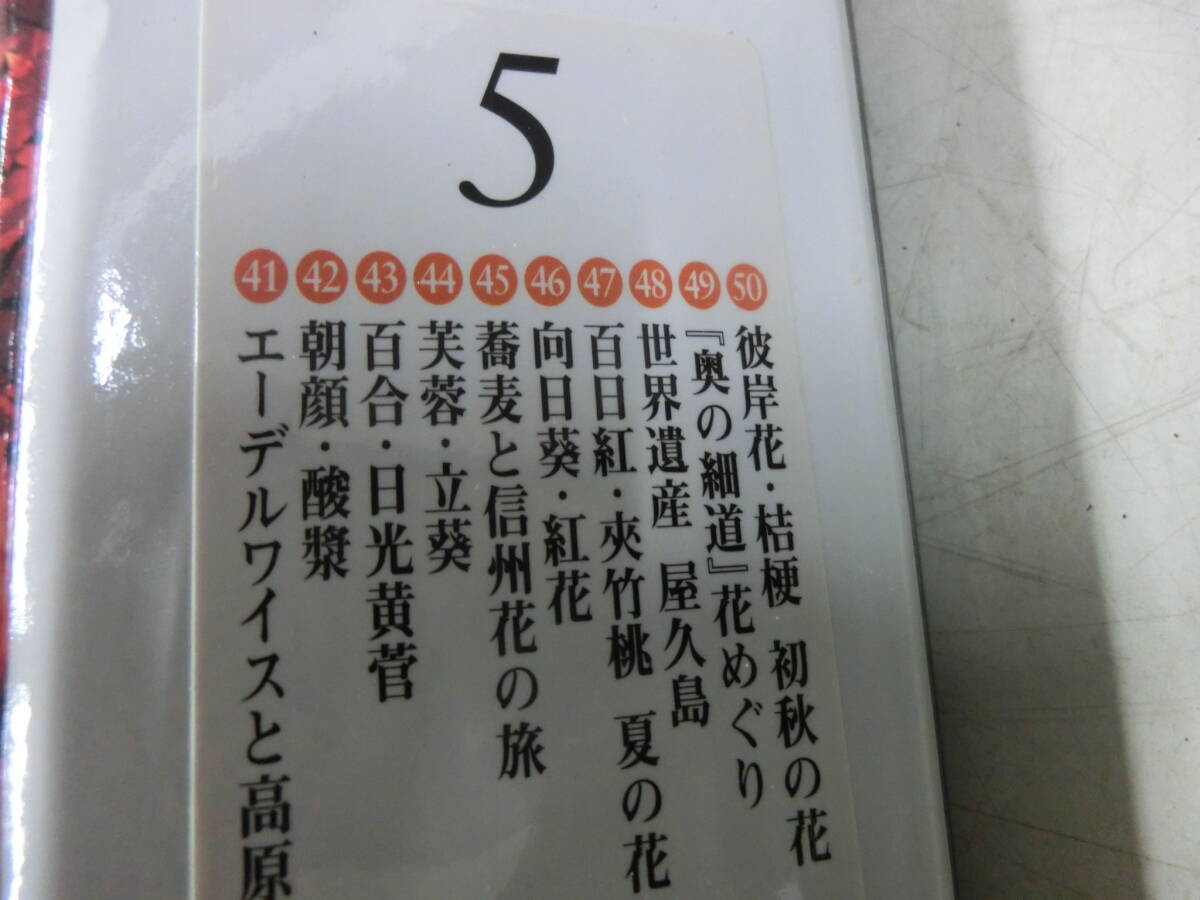 5
41 エーデルワイスと高原
42 朝顔・酸漿
43 百合・日光黄菅
44 芙蓉・立葵
45 蕎麦と信州花の旅
46 向日葵・紅花
47 百日紅・夾竹桃 夏の花
48 世界遺産 屋久島
49 『奥の細道』花めぐり
50 彼岸花・桔梗 初秋の花